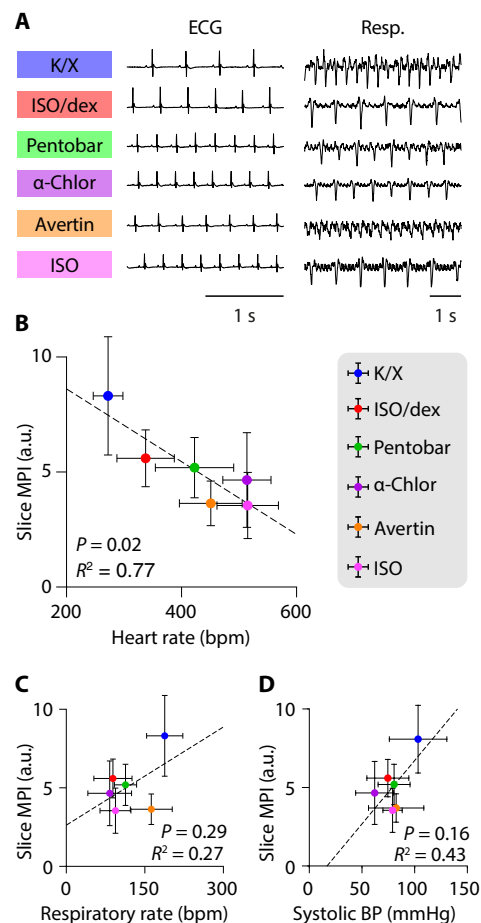 A
ECG
Resp.
K/X
ISO/dex
Pentobar
α-Chlor
Avertin
ISO
1 s
1 s
B
10
5
0
Slice MPI (a.u.)
P = 0.02
R² = 0.77
200
400
600
Heart rate (bpm)
K/X
ISO/dex
Pentobar
α-Chlor
Avertin
ISO
C
10
5
0
Slice MPI (a.u.)
P = 0.29
R² = 0.27
0
150
300
Respiratory rate (bpm)
D
10
5
0
Slice MPI (a.u.)
P = 0.16
R² = 0.43
0
50
100
150
Systolic BP (mmHg)